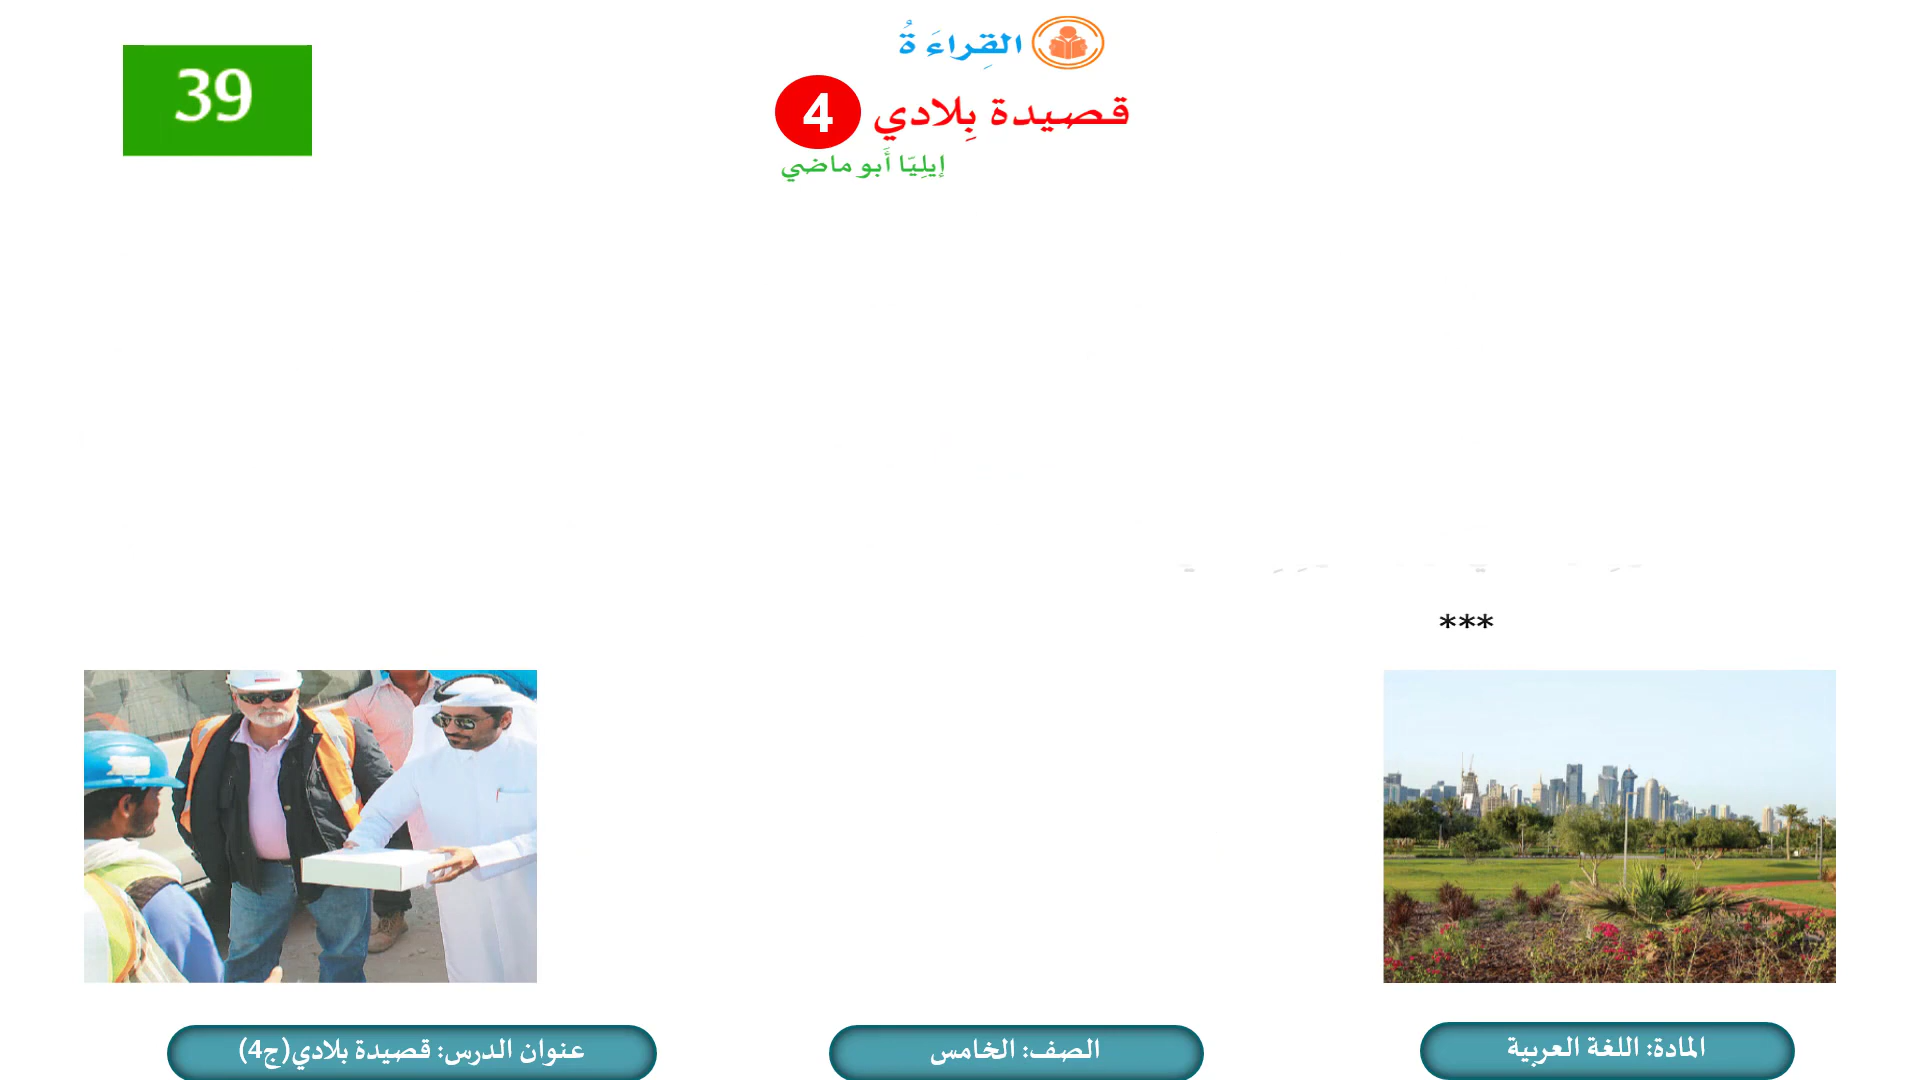 القِراءَةُ
39
قصيدة بِلادي 4
إيلِيّا أَبو ماضي
***
المادة: اللغة العربية
الصف: الخامس
عنوان الدرس: قصيدة بلادي(ج4)